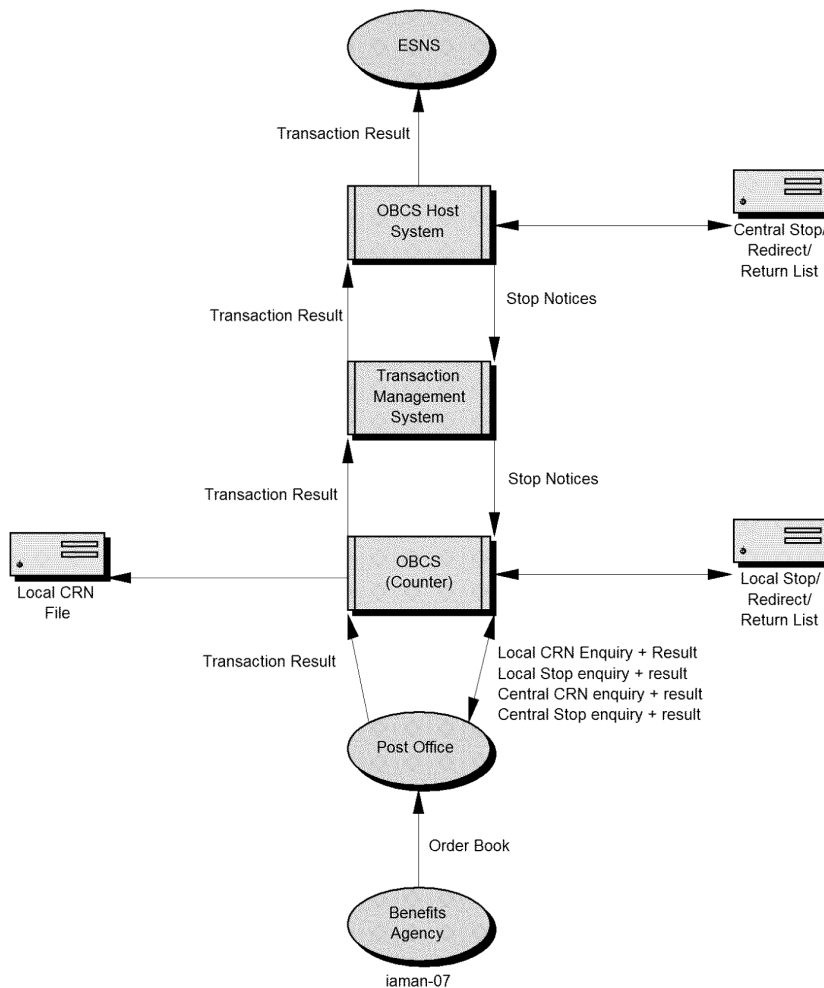 ESNS
Transaction Result
OBCS Host
System
Central Stop/
Redirect/
Return List
Transaction Result
Stop Notices
Transaction
Management
System
Transaction Result
Stop Notices
Local CRN
File
OBCS
(Counter)
Local Stop/
Redirect/
Return List
Transaction Result
Local CRN Enquiry + Result
Local Stop enquiry + result
Central CRN enquiry + result
Central Stop enquiry + result
Post Office
Order Book
Benefits
Agency
iaman-07